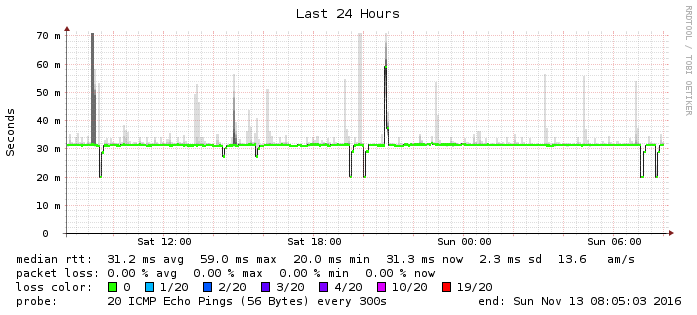 Last 24 Hours
RRDTOOL / TOBI OETIKER
Seconds
70 m
60 m
50 m
40 m
30 m
20 m
10 m
0
Sat 12:00 Sat 18:00 Sun 00:00 Sun 06:00
median rtt: 31.2 ms avg 59.0 ms max 20.0 ms min 31.3 ms now 2.3 ms sd 13.6 am/s
packet loss: 0.00 % avg 0.00 % max 0.00 % min 0.00 % now
loss color: 0 1/20 2/20 3/20 4/20 10/20 19/20
probe: 20 ICMP Echo Pings (56 Bytes) every 300s end: Sun Nov 13 08:05:03 2016